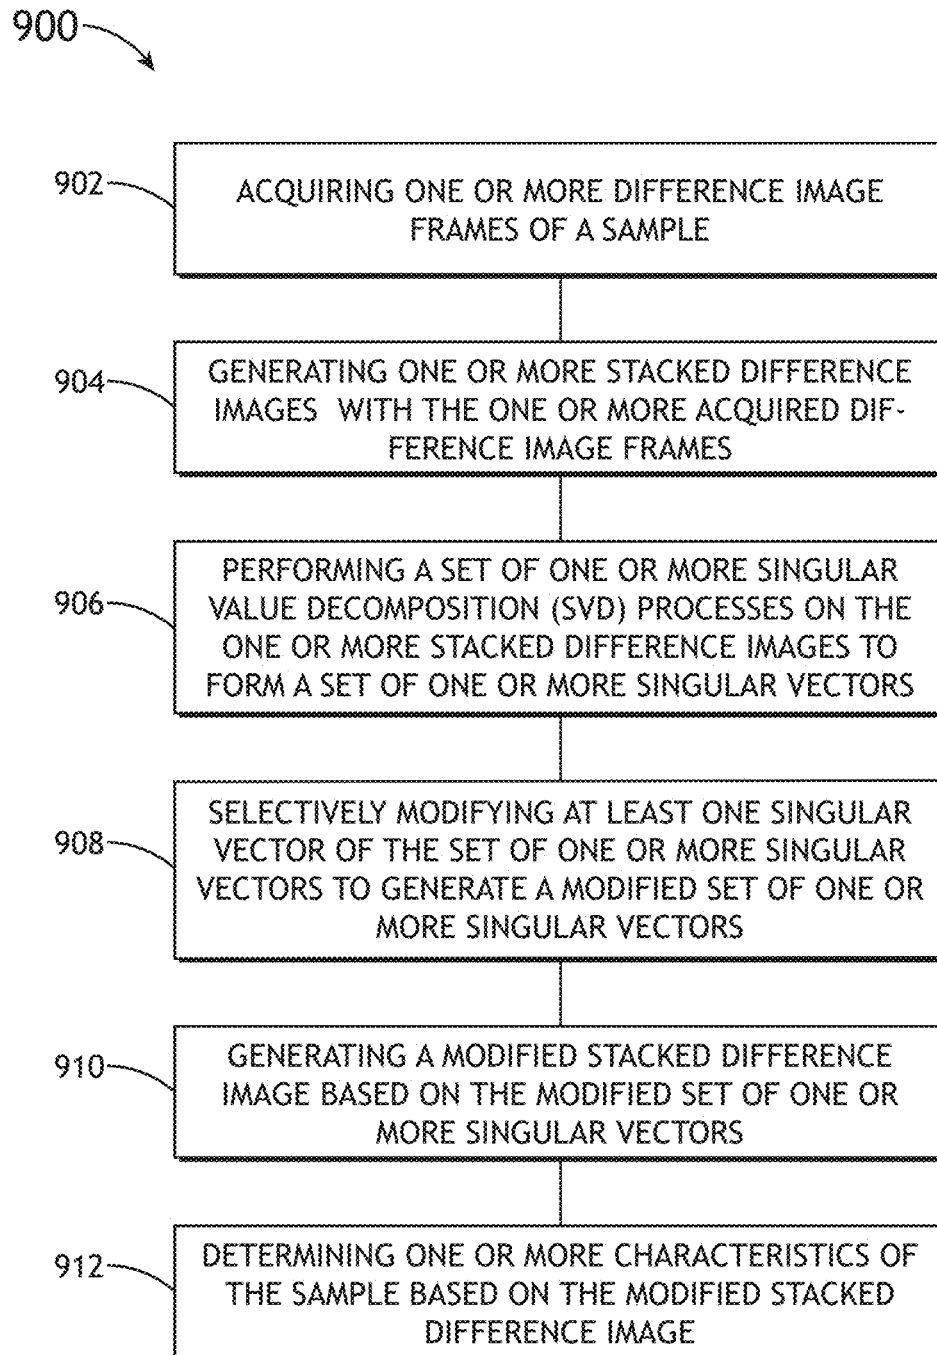 900
902
ACQUIRING ONE OR MORE DIFFERENCE IMAGE
FRAMES OF A SAMPLE
904
GENERATING ONE OR MORE STACKED DIFFERENCE
IMAGES WITH THE ONE OR MORE ACQUIRED DIF-
FERENCE IMAGE FRAMES
906
PERFORMING A SET OF ONE OR MORE SINGULAR
VALUE DECOMPOSITION (SVD) PROCESSES ON THE
ONE OR MORE STACKED DIFFERENCE IMAGES TO
FORM A SET OF ONE OR MORE SINGULAR VECTORS
908
SELECTIVELY MODIFYING AT LEAST ONE SINGULAR
VECTOR OF THE SET OF ONE OR MORE SINGULAR
VECTORS TO GENERATE A MODIFIED SET OF ONE OR
MORE SINGULAR VECTORS
910
GENERATING A MODIFIED STACKED DIFFERENCE
IMAGE BASED ON THE MODIFIED SET OF ONE OR
MORE SINGULAR VECTORS
912
DETERMINING ONE OR MORE CHARACTERISTICS OF
THE SAMPLE BASED ON THE MODIFIED STACKED
DIFFERENCE IMAGE